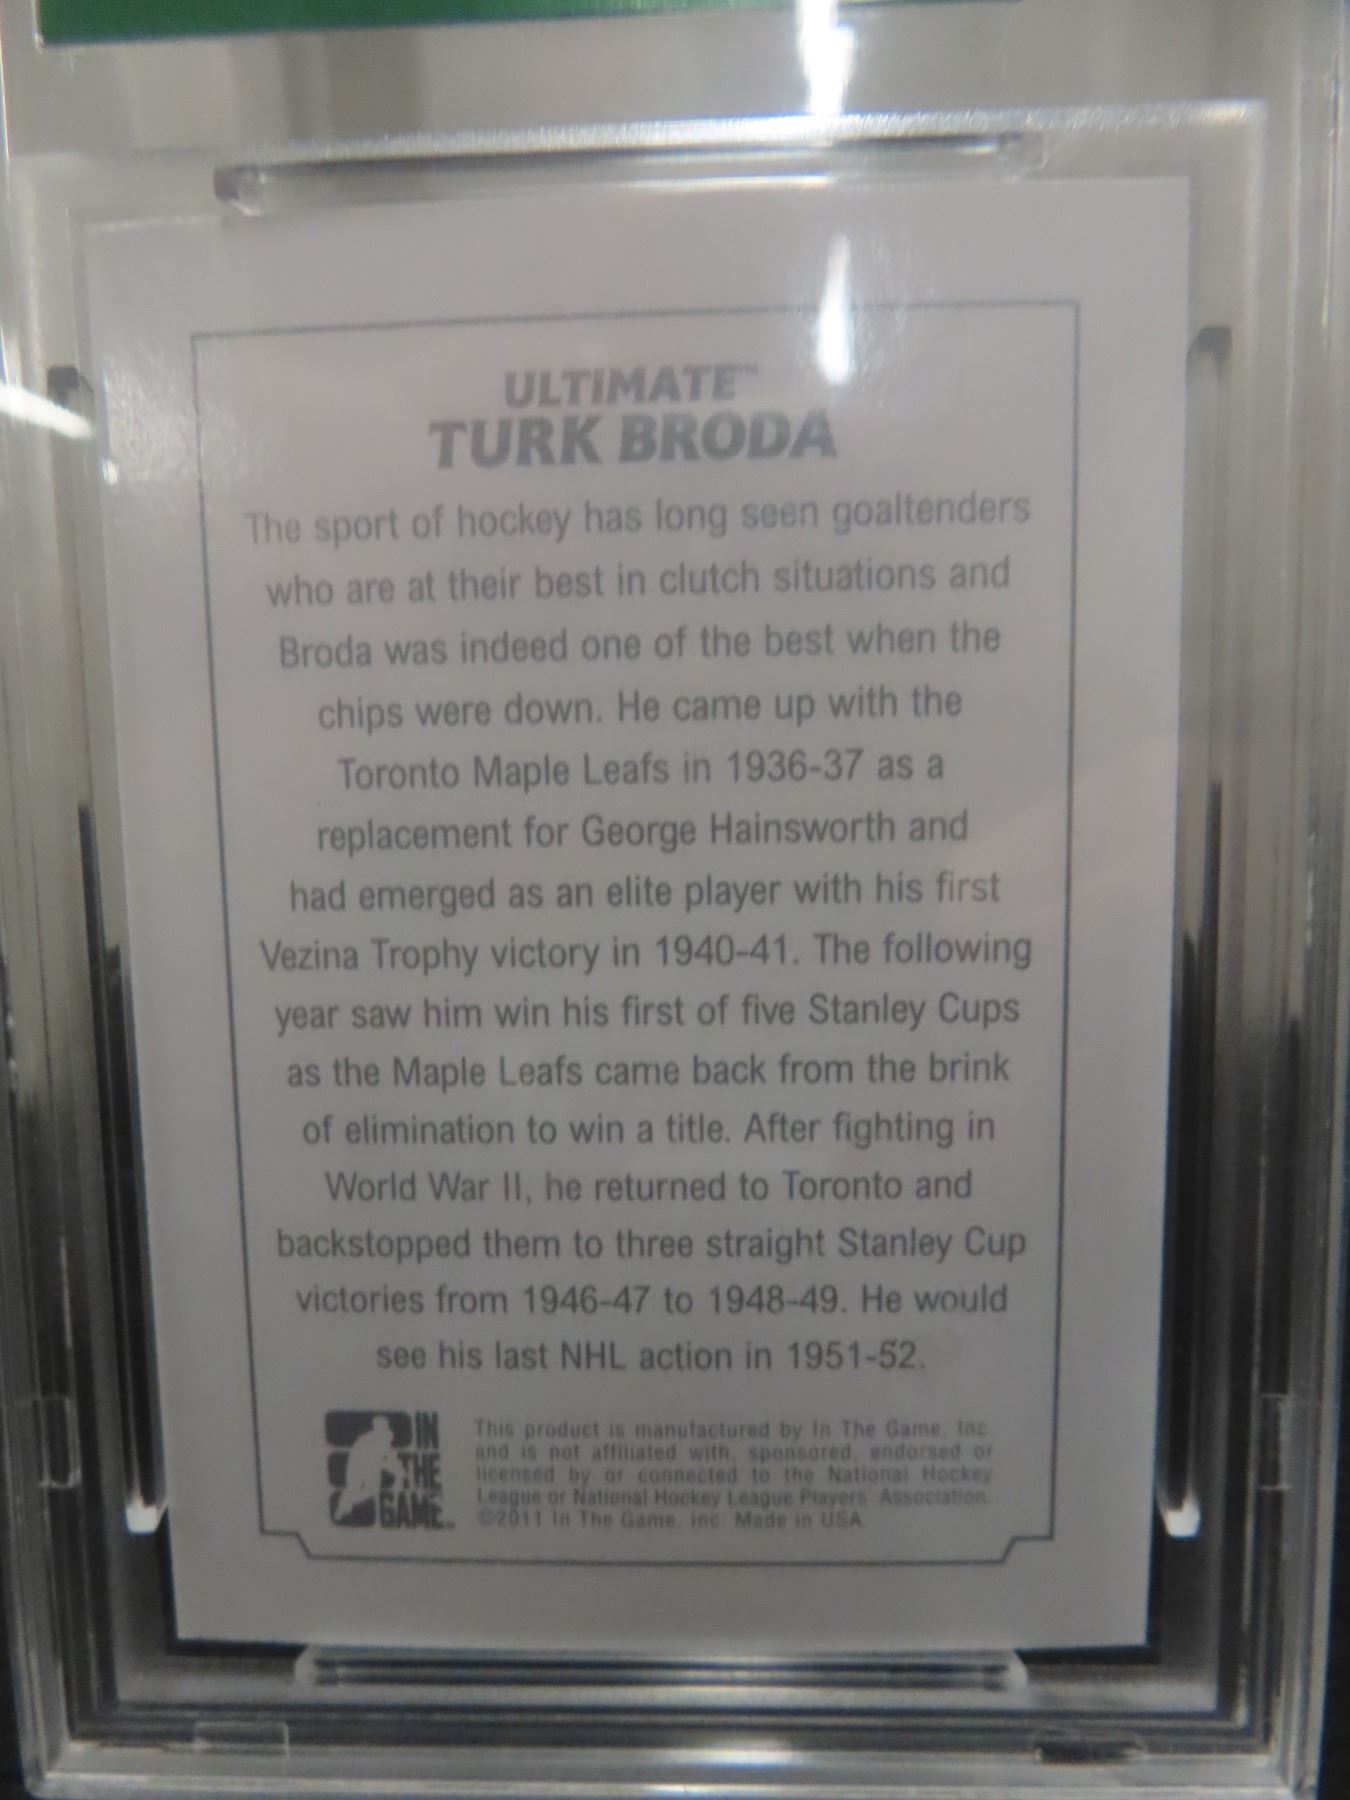 ULTIMATE™
TURK BRODA
The sport of hockey has long seen goaltenders
who are at their best in clutch situations and
Broda was indeed one of the best when the
chips were down. He came up with the
Toronto Maple Leafs in 1936-37 as a
replacement for George Hainsworth and
had emerged as an elite player with his first
Vezina Trophy victory in 1940-41. The following
year saw him win his first of five Stanley Cups
as the Maple Leafs came back from the brink
of elimination to win a title. After fighting in
World War II, he returned to Toronto and
backstopped them to three straight Stanley Cup
victories from 1946-47 to 1948-49. He would
see his last NHL action in 1951-52.
IN
THE
GAME
This product is manufactured by In The Game, Inc.
and is not affiliated with, sponsored, endorsed or
licensed by or connected to the National Hockey
League or National Hockey League Players' Association.
©2011 In The Game, Inc. Made in USA